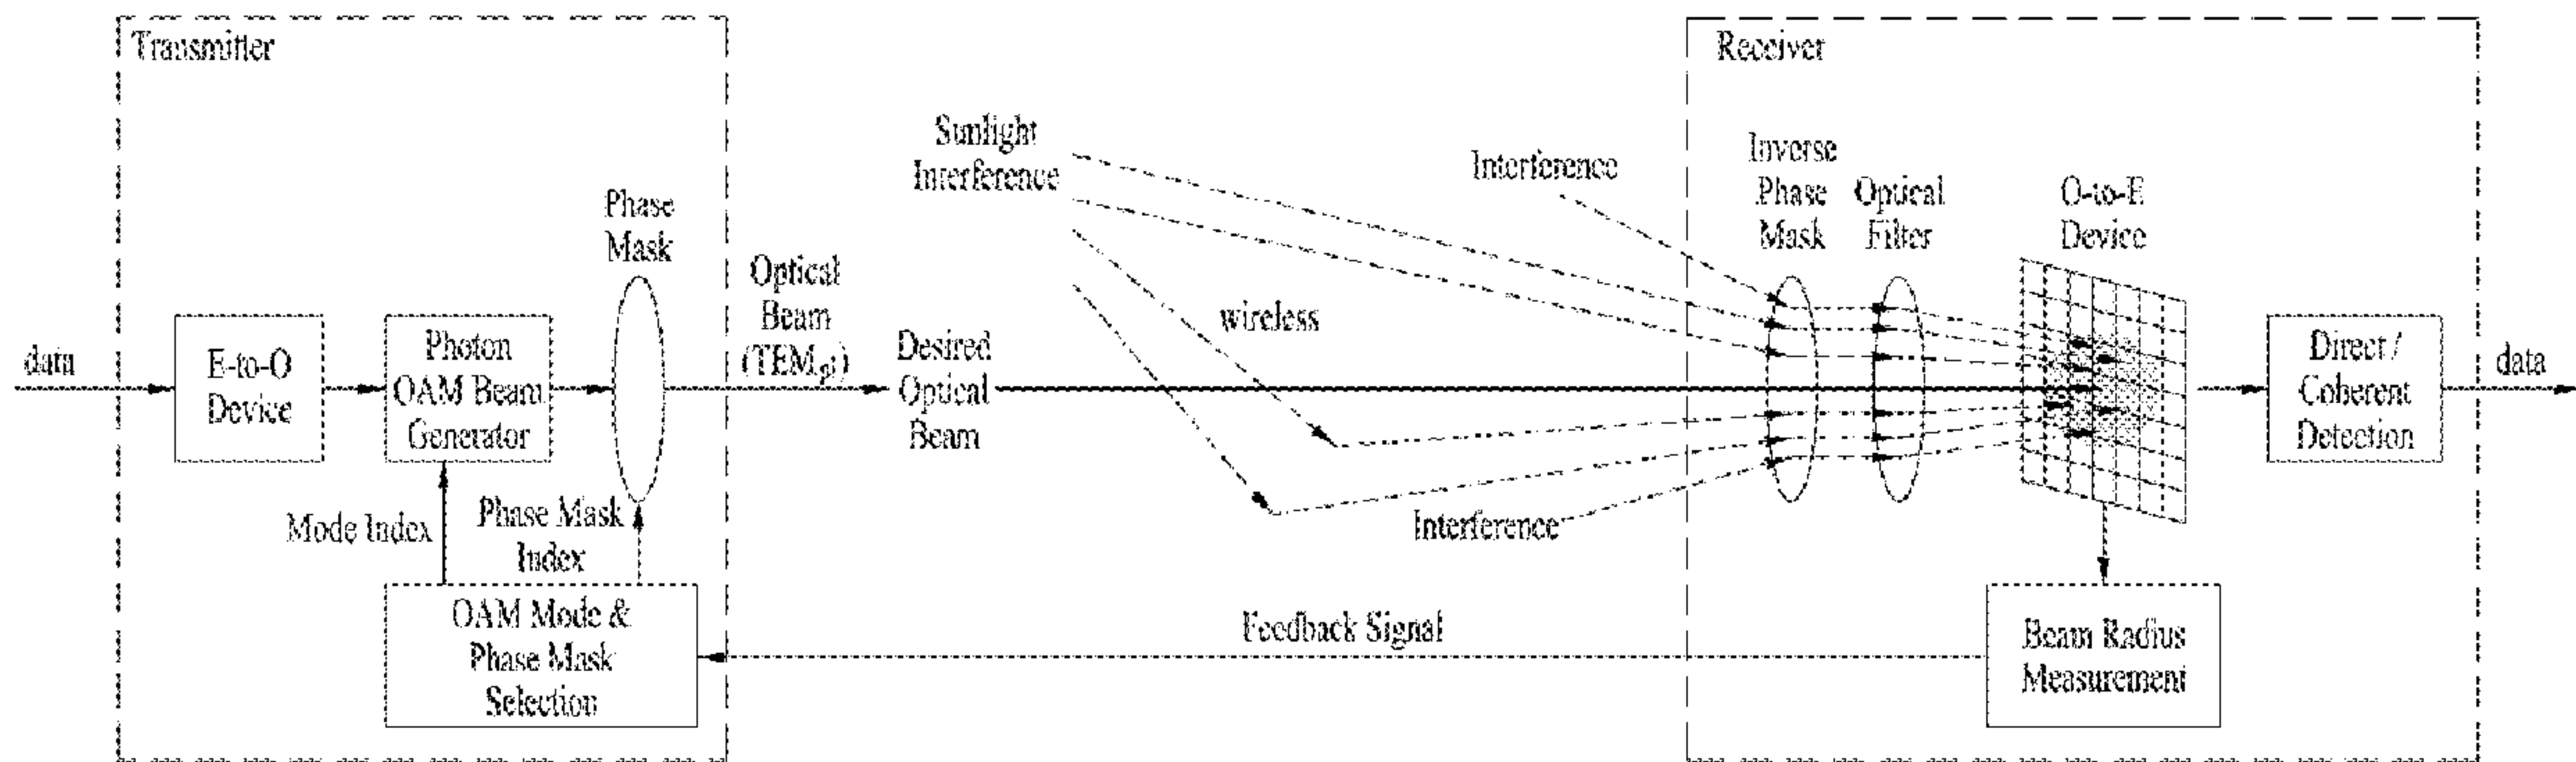 Transmitter
data
E-to-O
Device
Photon
OAM Beam
Generator
Phase
Mask
Mode Index
Phase Mask
Index
OAM Mode &
Phase Mask
Selection
Optical
Beam
(TEMpl)
Desired
Optical
Beam
Sunlight
Interference
wireless
Interference
Interference
Feedback Signal
Receiver
Inverse
Phase
Mask
Optical
Filter
O-to-E
Device
Direct /
Coherent
Detection
data
Beam Radius
Measurement